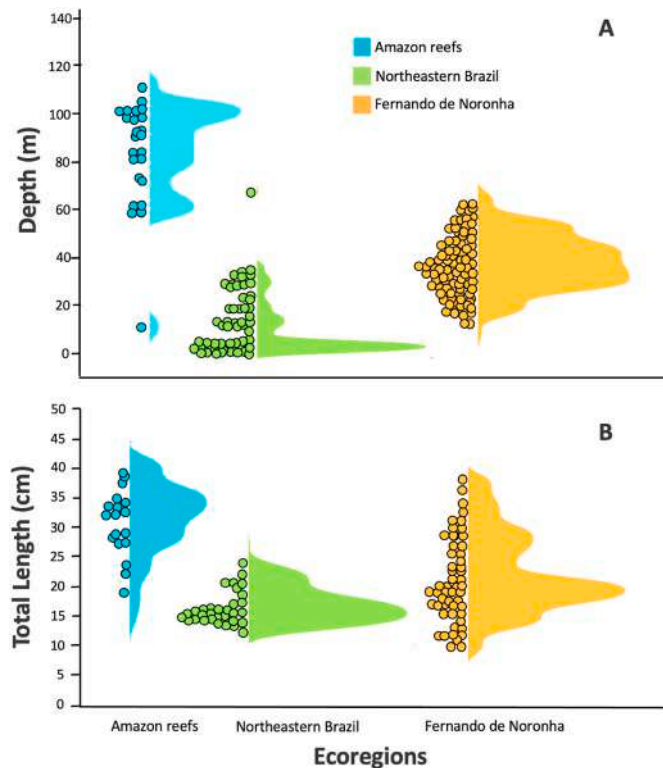 A
140
120
100
80
60
40
20
0
Depth (m)
Amazon reefs
Northeastern Brazil
Fernando de Noronha
B
50
45
40
35
30
25
20
15
10
5
0
Total Length (cm)
Amazon reefs Northeastern Brazil Fernando de Noronha
Ecoregions